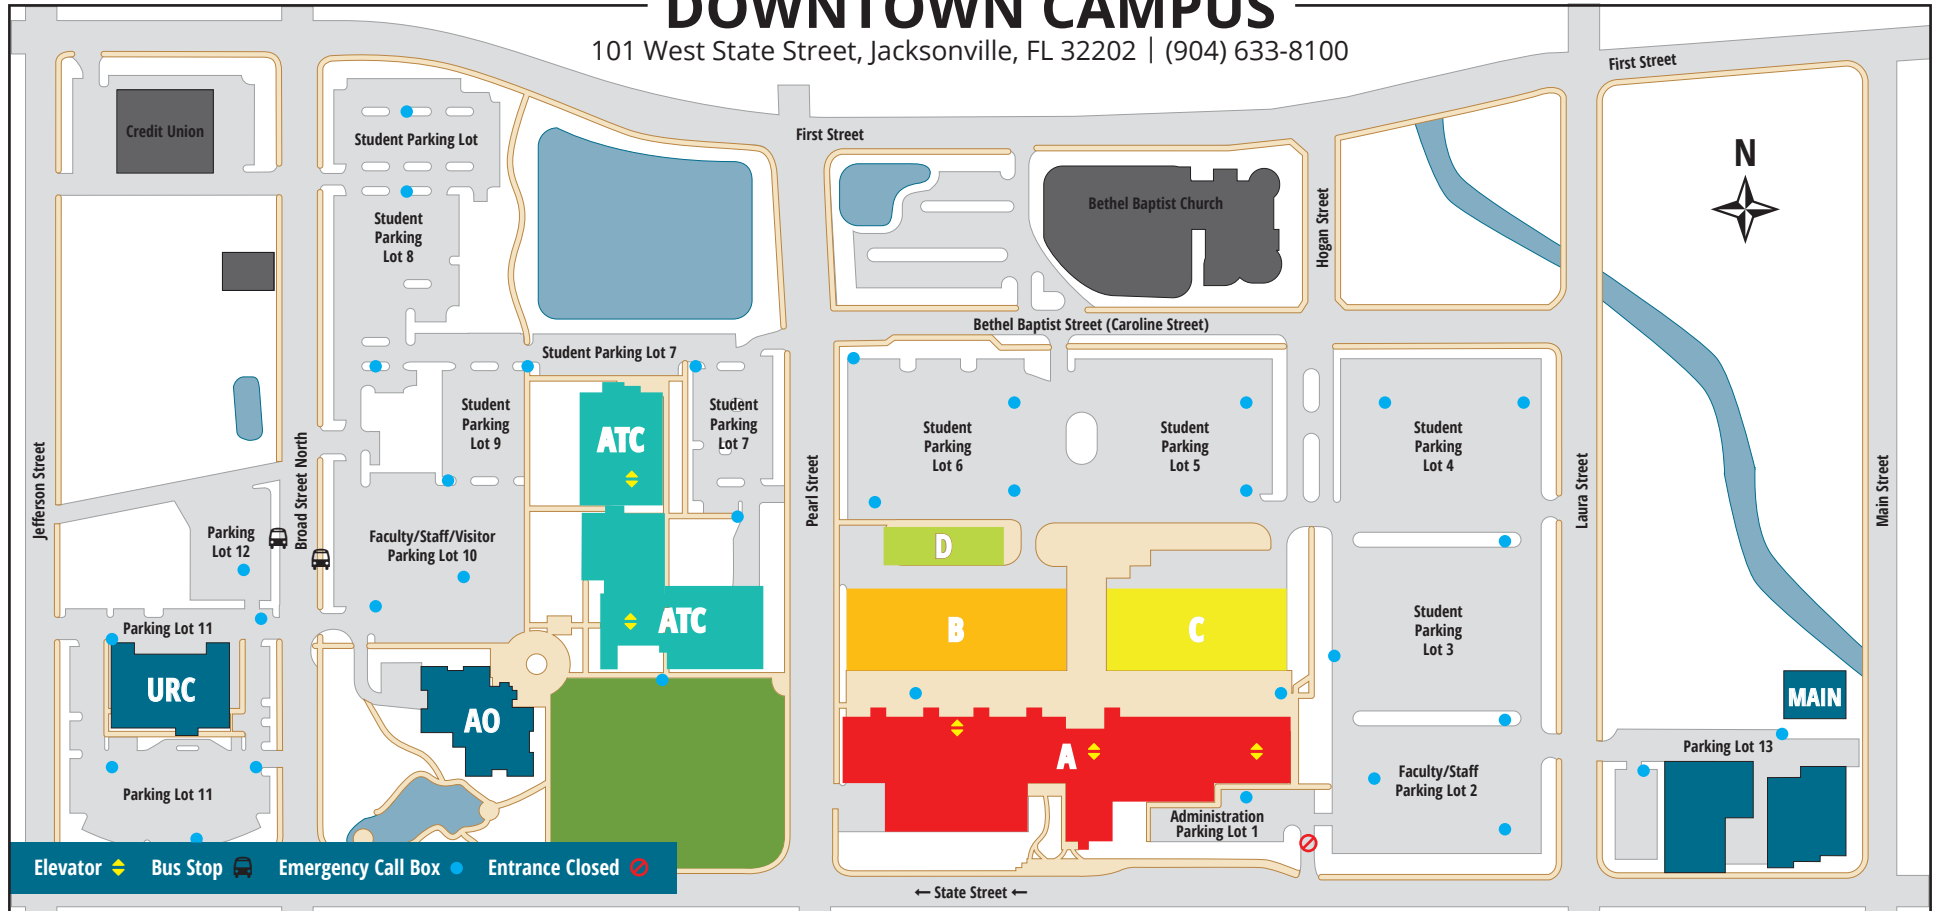 DOWNTOWN CAMPUS
101 West State Street, Jacksonville, FL 32202 | (904) 633-8100
First Street
Credit Union
Student Parking Lot
First Street
N
Bethel Baptist Church
Hogan Street
Student
Parking
Lot 8
Bethel Baptist Street (Caroline Street)
Student Parking Lot 7
Student
Parking
Lot 9
ATC
Student
Parking
Lot 7
Student
Parking
Lot 6
Student
Parking
Lot 5
Student
Parking
Lot 4
Jefferson Street
Broad Street North
Pearl Street
Laura Street
Main Street
Parking
Lot 12
Faculty/Staff/Visitor
Parking Lot 10
D
Parking Lot 11
ATC
B
C
Student
Parking
Lot 3
URC
AO
MAIN
A
Parking Lot 13
Parking Lot 11
Faculty/Staff
Parking Lot 2
Administration
Parking Lot 1
Elevator
Bus Stop
Emergency Call Box
Entrance Closed
← State Street ←